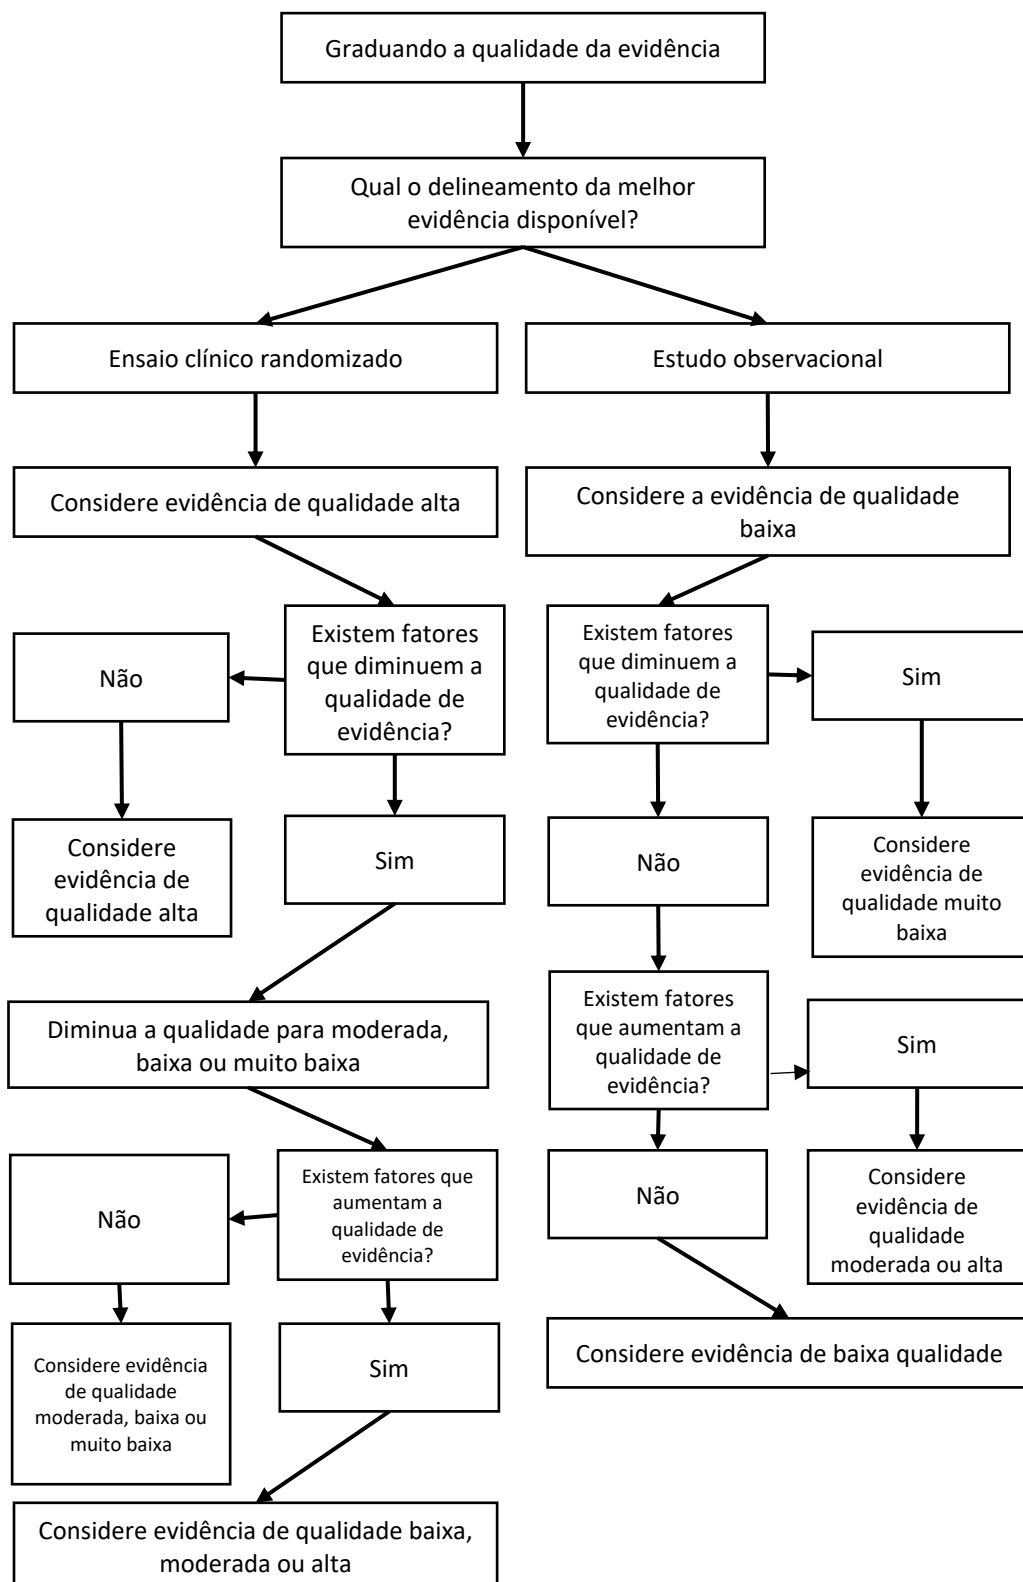 Graduando a qualidade da evidência
Qual o delineamento da melhor
evidência disponível?
Ensaio clínico randomizado
Estudo observacional
Considere evidência de qualidade alta
Considere a evidência de qualidade
baixa
Não
Existem fatores
que diminuem a
qualidade de
evidência?
Existem fatores
que diminuem a
qualidade de
evidência?
Sim
Considere
evidência de
qualidade alta
Sim
Não
Considere
evidência de
qualidade muito
baixa
Diminua a qualidade para moderada,
baixa ou muito baixa
Existem fatores
que aumentam a
qualidade de
evidência?
Sim
Não
Existem fatores que
aumentam a
qualidade de
evidência?
Não
Considere
evidência de
qualidade
moderada ou alta
Considere evidência
de qualidade
moderada, baixa ou
muito baixa
Sim
Considere evidência de baixa qualidade
Considere evidência de qualidade baixa,
moderada ou alta